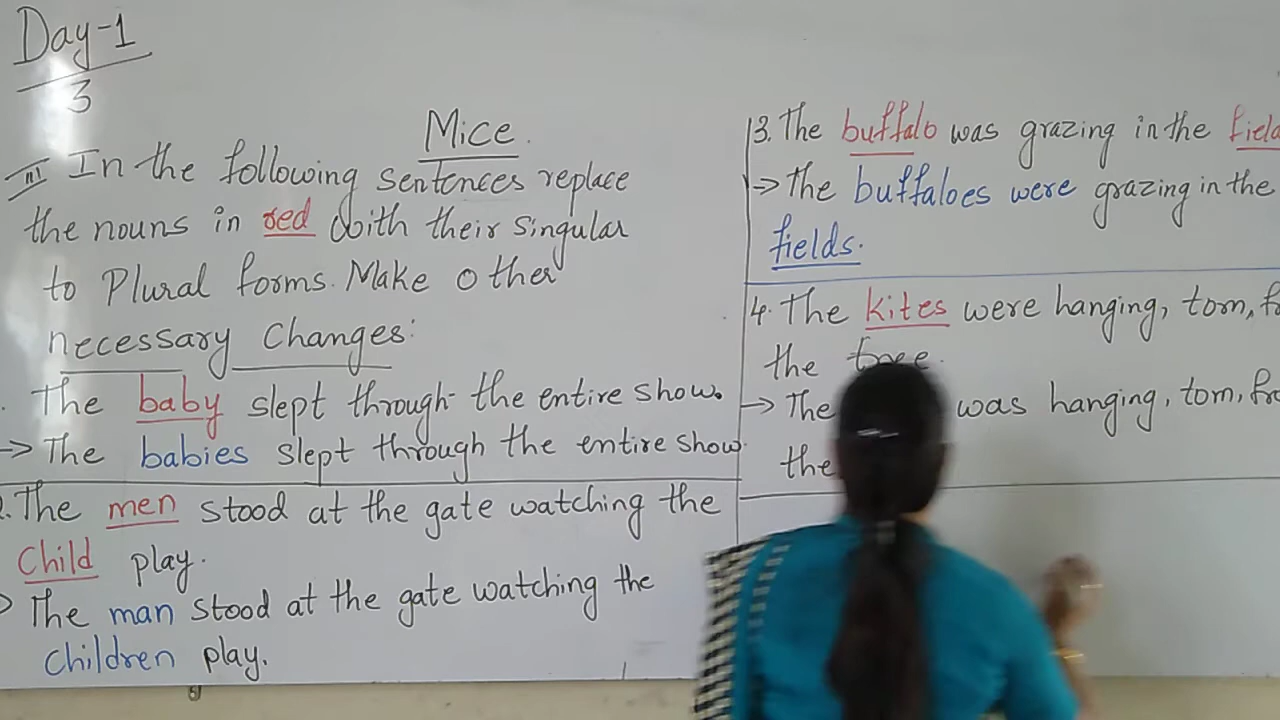 Day-1
3
Mice.
III In the following sentences replace
the nouns in red with their singular
to Plural forms. Make other
necessary Changes:
The baby slept through the entire show.
→ The babies slept through the entire show.
2. The men stood at the gate watching the
Child play.
The man stood at the gate watching the
Children play.
3. The buffalo was grazing in the
→ The buffaloes were grazing in the
fields.
4. The kites were hanging, torn,
the tree.
→ The was hanging, torn,
the